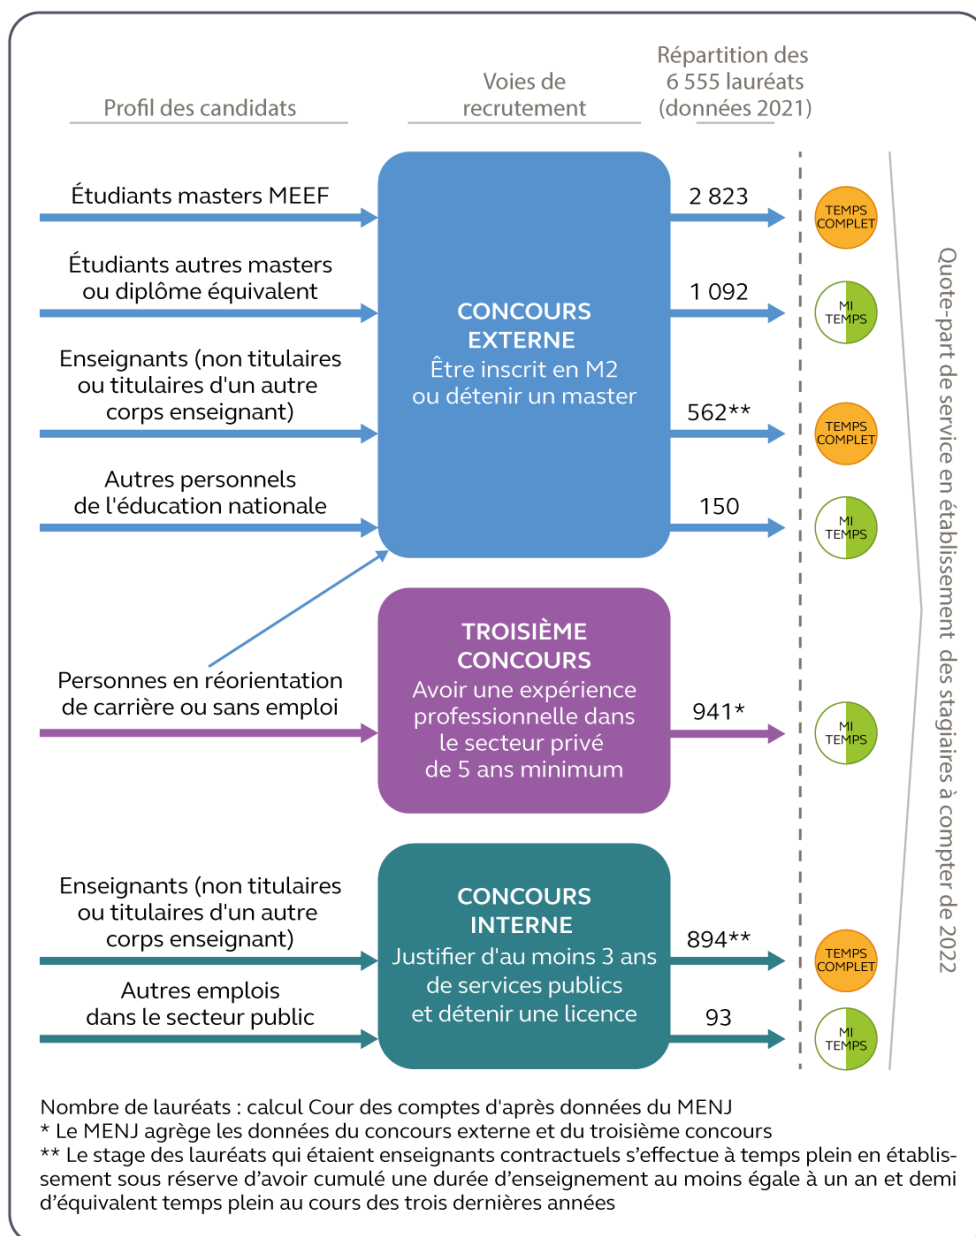 Profil des candidats
Voies de
recrutement
Répartition des
6 555 lauréats
(données 2021)
Étudiants masters MEEF
2 823
TEMPS
COMPLET
Étudiants autres masters
ou diplôme équivalent
1 092
MI
TEMPS
CONCOURS
EXTERNE
Être inscrit en M2
ou détenir un master
Enseignants (non titulaires
ou titulaires d'un autre
corps enseignant)
562**
TEMPS
COMPLET
Autres personnels
de l'éducation nationale
150
MI
TEMPS
Personnes en réorientation
de carrière ou sans emploi
TROISIÈME
CONCOURS
Avoir une expérience
professionnelle dans
le secteur privé
de 5 ans minimum
941*
MI
TEMPS
Enseignants (non titulaires
ou titulaires d'un autre
corps enseignant)
CONCOURS
INTERNE
Justifier d'au moins 3 ans
de services publics
et détenir une licence
894**
TEMPS
COMPLET
Autres emplois
dans le secteur public
93
MI
TEMPS
Quote-part de service en établissement des stagiaires à compter de 2022
Nombre de lauréats : calcul Cour des comptes d'après données du MENJ
* Le MENJ agrège les données du concours externe et du troisième concours
** Le stage des lauréats qui étaient enseignants contractuels s’effectue à temps plein en établis-
sement sous réserve d’avoir cumulé une durée d’enseignement au moins égale à un an et demi
d’équivalent temps plein au cours des trois dernières années